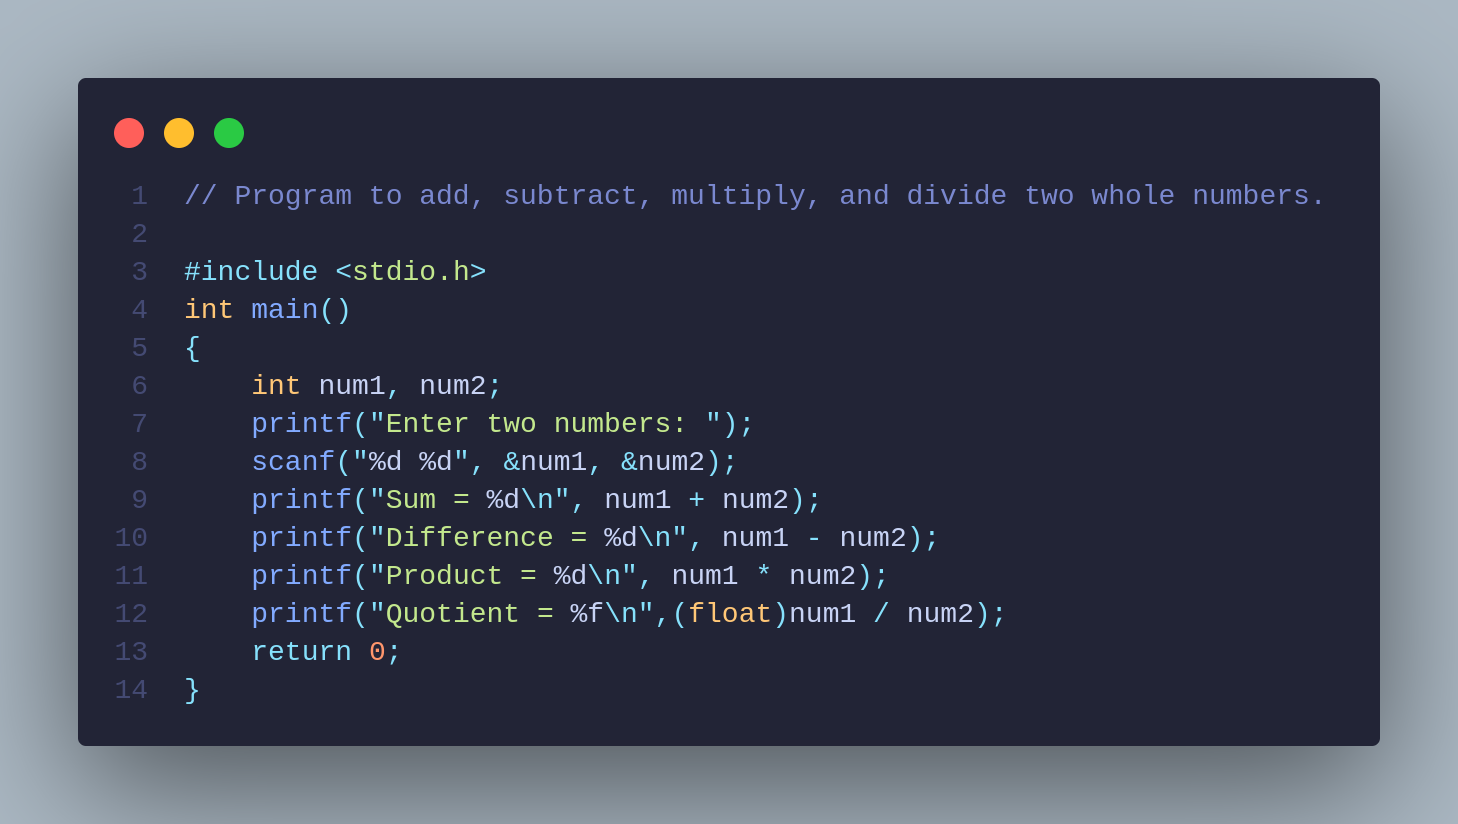 1 // Program to add, subtract, multiply, and divide two whole numbers.
2
3 #include <stdio.h>
4 int main()
5 {
6     int num1, num2;
7     printf("Enter two numbers: ");
8     scanf("%d %d", &num1, &num2);
9     printf("Sum = %d\n", num1 + num2);
10     printf("Difference = %d\n", num1 - num2);
11     printf("Product = %d\n", num1 * num2);
12     printf("Quotient = %f\n",(float)num1 / num2);
13     return 0;
14 }